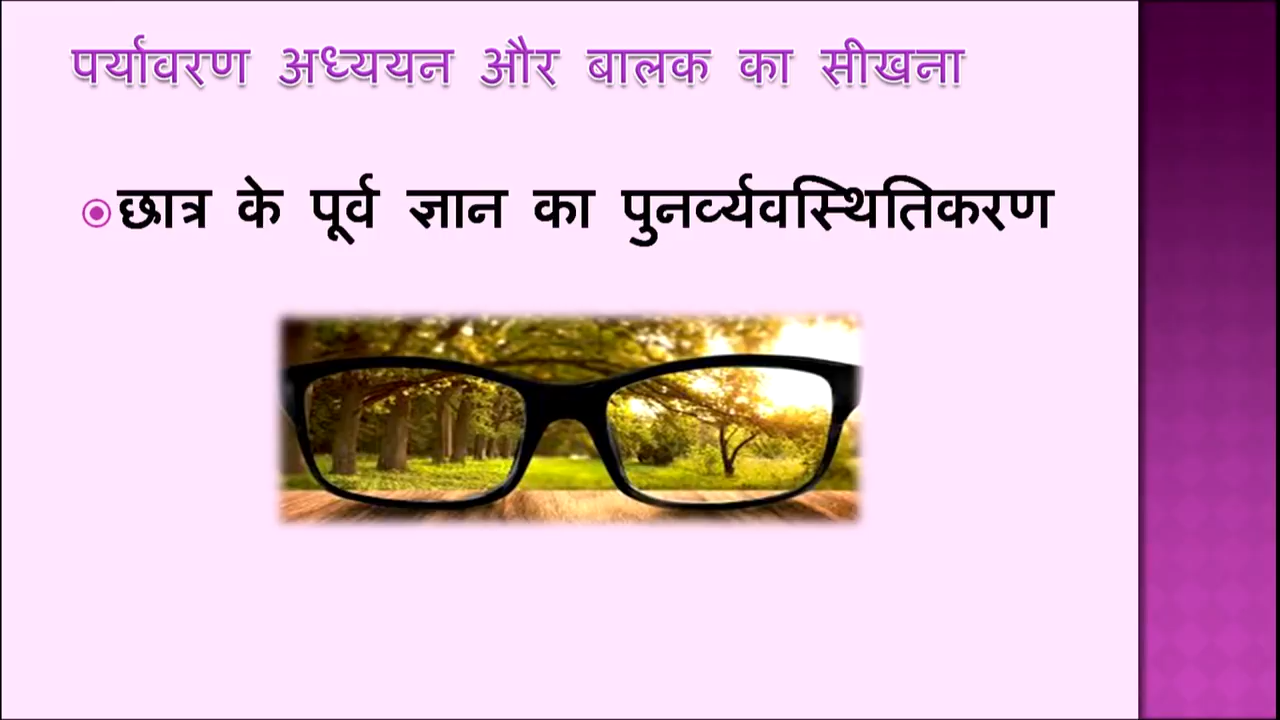 पर्यावरण अध्ययन और बालक का सीखना
छात्र के पूर्व ज्ञान का पुनर्व्यवस्थितिकरण